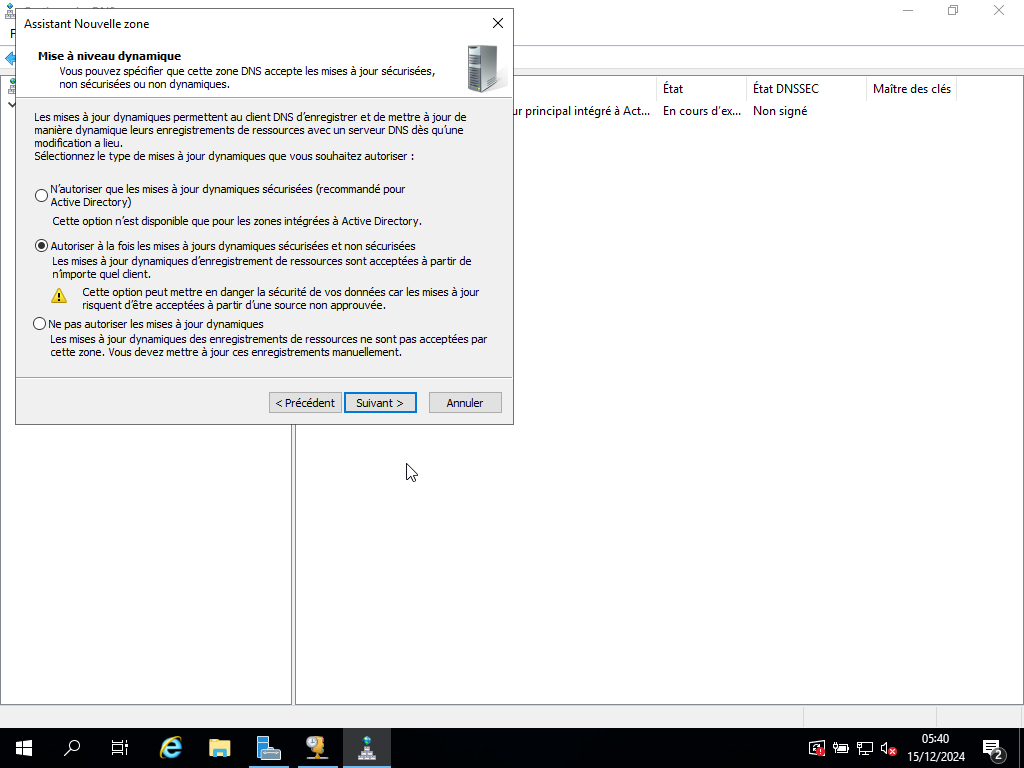 Assistant Nouvelle zone
Mise à niveau dynamique
Vous pouvez spécifier que cette zone DNS accepte les mises à jour sécurisées,
non sécurisées ou non dynamiques.
Les mises à jour dynamiques permettent au client DNS d'enregistrer et de mettre à jour de
manière dynamique leurs enregistrements de ressources avec un serveur DNS dès qu'une
modification a lieu.
Sélectionnez le type de mises à jour dynamiques que vous souhaitez autoriser :
N'autoriser que les mises à jour dynamiques sécurisées (recommandé pour
Active Directory)
Cette option n'est disponible que pour les zones intégrées à Active Directory.
Autoriser à la fois les mises à jours dynamiques sécurisées et non sécurisées
Les mises à jour dynamiques d'enregistrement de ressources sont acceptées à partir de
n'importe quel client.
Cette option peut mettre en danger la sécurité de vos données car les mises à jour
risquent d'être acceptées à partir d'une source non approuvée.
Ne pas autoriser les mises à jour dynamiques
Les mises à jour dynamiques des enregistrements de ressources ne sont pas acceptées par
cette zone. Vous devez mettre à jour ces enregistrements manuellement.
< Précédent
Suivant >
Annuler
État
État DNSSEC
Maître des clés
ur principal intégré à Act...
En cours d'ex...
Non signé
05:40
15/12/2024
2